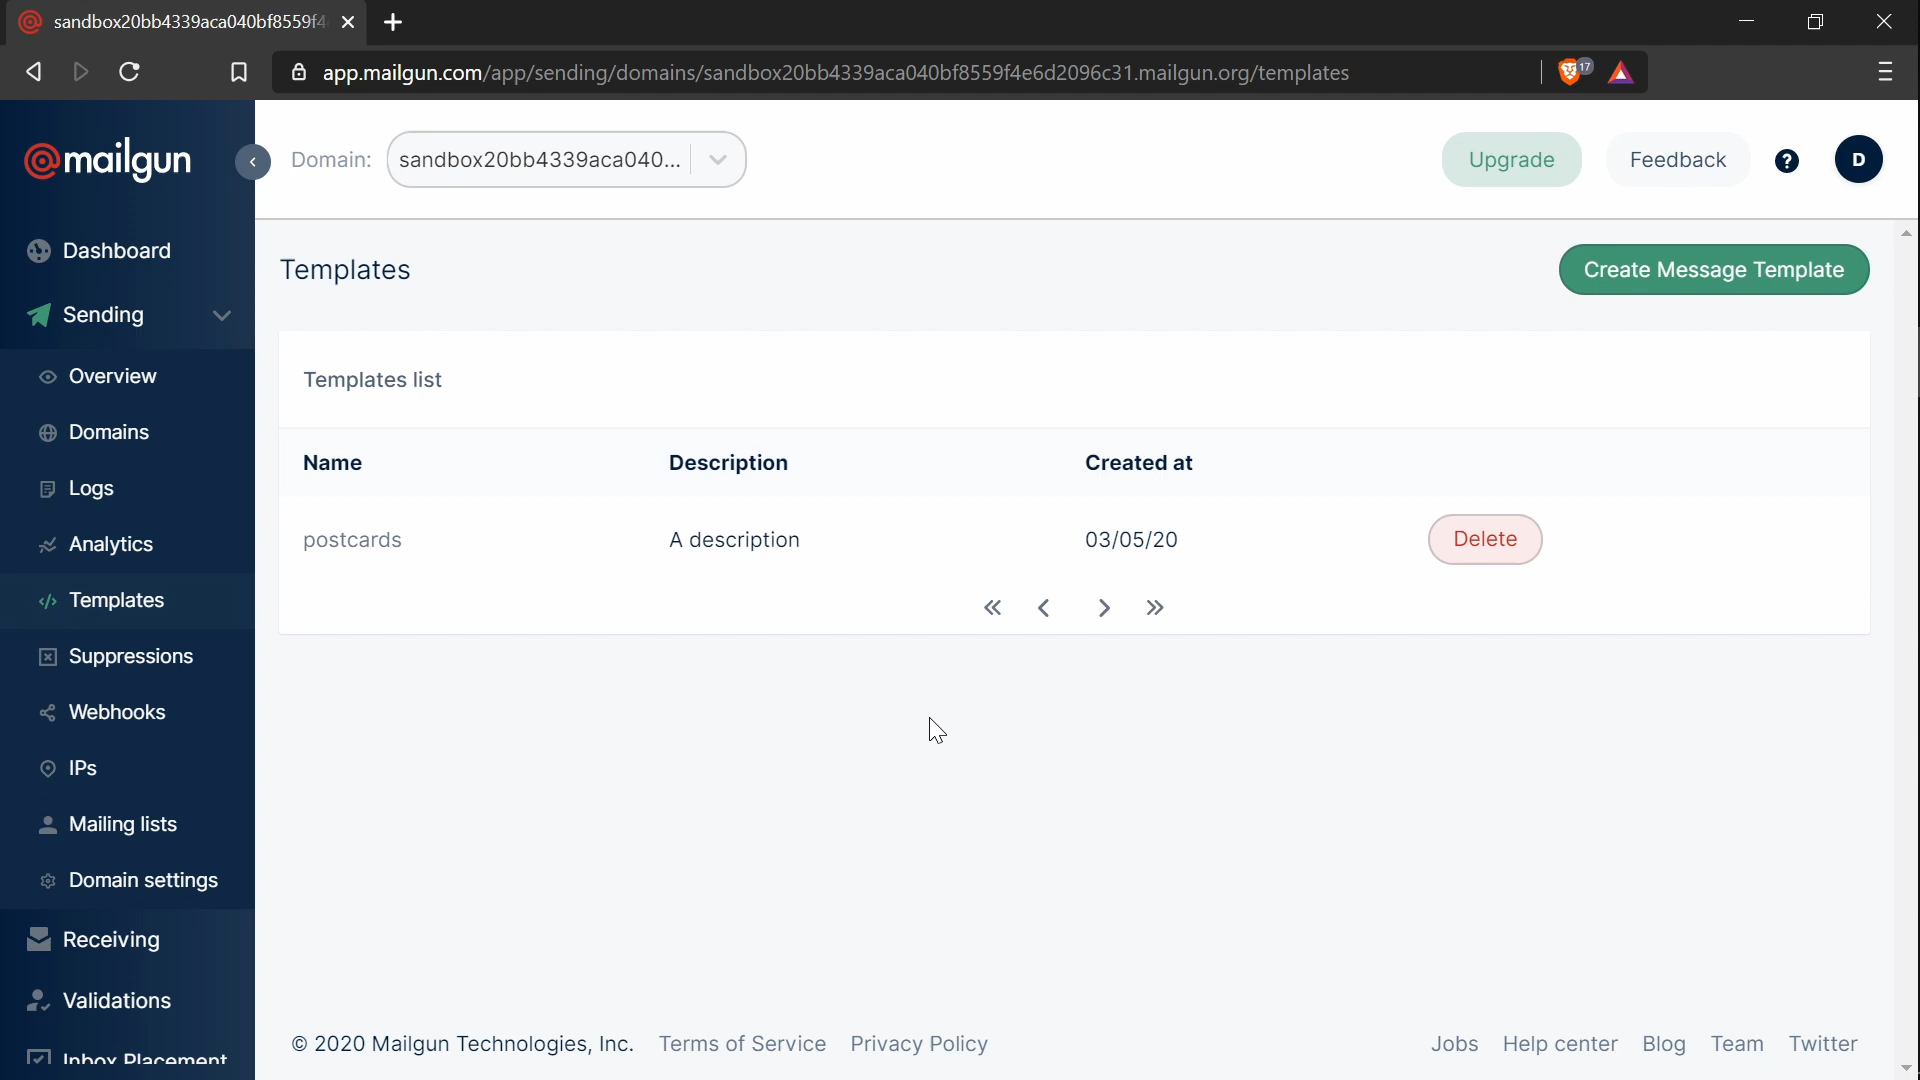 sandbox20bb4339aca040bf8559f4
app.mailgun.com/app/sending/domains/sandbox20bb4339aca040bf8559f4e6d2096c31.mailgun.org/templates
17
@mailgun
Domain:
sandbox20bb4339aca040...
Upgrade
Feedback
?
D
Dashboard
Sending
Overview
Domains
Logs
Analytics
Templates
Suppressions
Webhooks
IPs
Mailing lists
Domain settings
Receiving
Validations
Inbox Placement
Templates
Create Message Template
Templates list
Name Description Created at
postcards A description 03/05/20 Delete
© 2020 Mailgun Technologies, Inc. Terms of Service Privacy Policy
Jobs Help center Blog Team Twitter